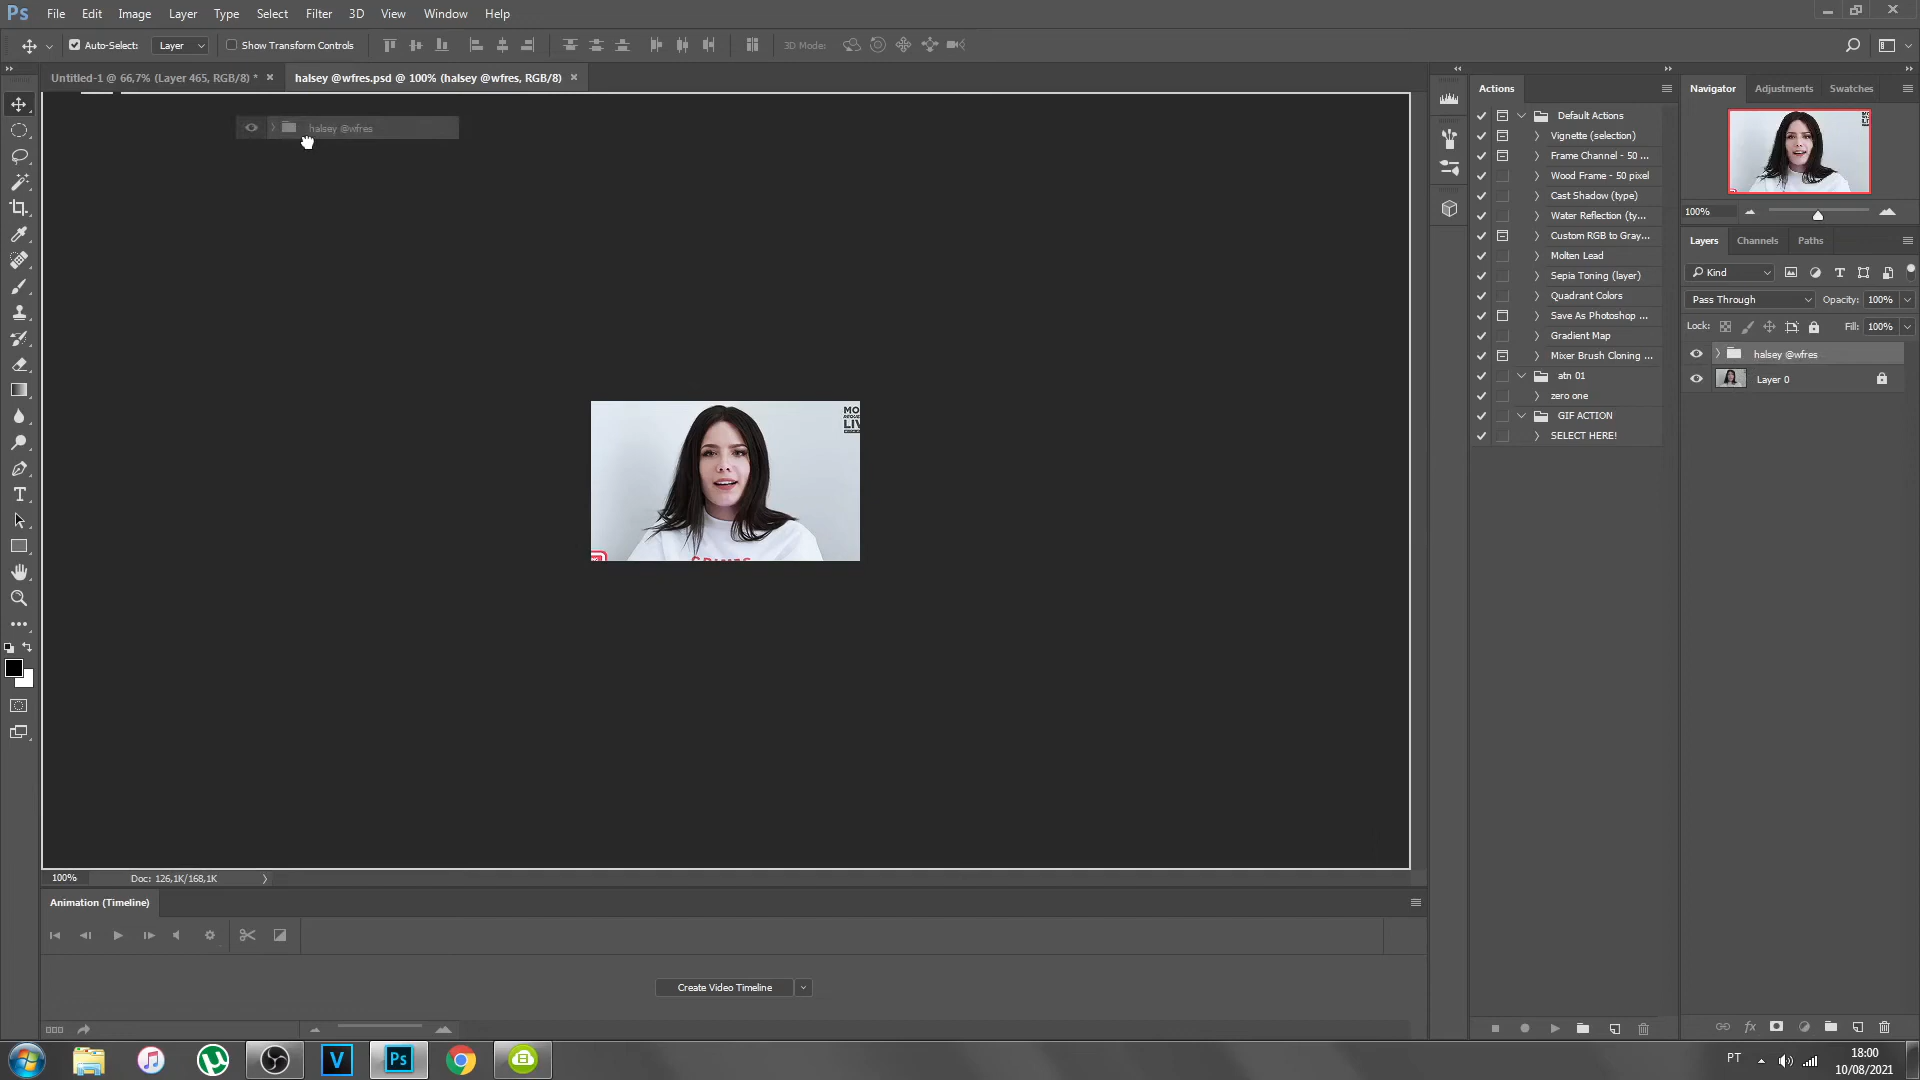 Ps File Edit Image Layer Type Select Filter 3D View Window Help
Auto-Select: Layer Show Transform Controls 3D Mode:
Untitled-1 @ 66,7% (Layer 465, RGB/8) * × halsey @wfres.psd @ 100% (halsey @wfres, RGB/8) ×
halsey @wfres
MO
LIV
GRIMES
100% Doc: 126,1K/168,1K
Animation (Timeline)
Create Video Timeline
Actions
Default Actions
Vignette (selection)
Frame Channel - 50 ...
Wood Frame - 50 pixel
Cast Shadow (type)
Water Reflection (ty...
Custom RGB to Gray...
Molten Lead
Sepia Toning (layer)
Quadrant Colors
Save As Photoshop ...
Gradient Map
Mixer Brush Cloning ...
atn 01
zero one
GIF ACTION
SELECT HERE!
Navigator Adjustments Swatches
100%
Layers Channels Paths
Kind
Pass Through Opacity: 100%
Lock: Fill: 100%
halsey @wfres
Layer 0
fx
V Ps
PT 18:00
10/08/2021